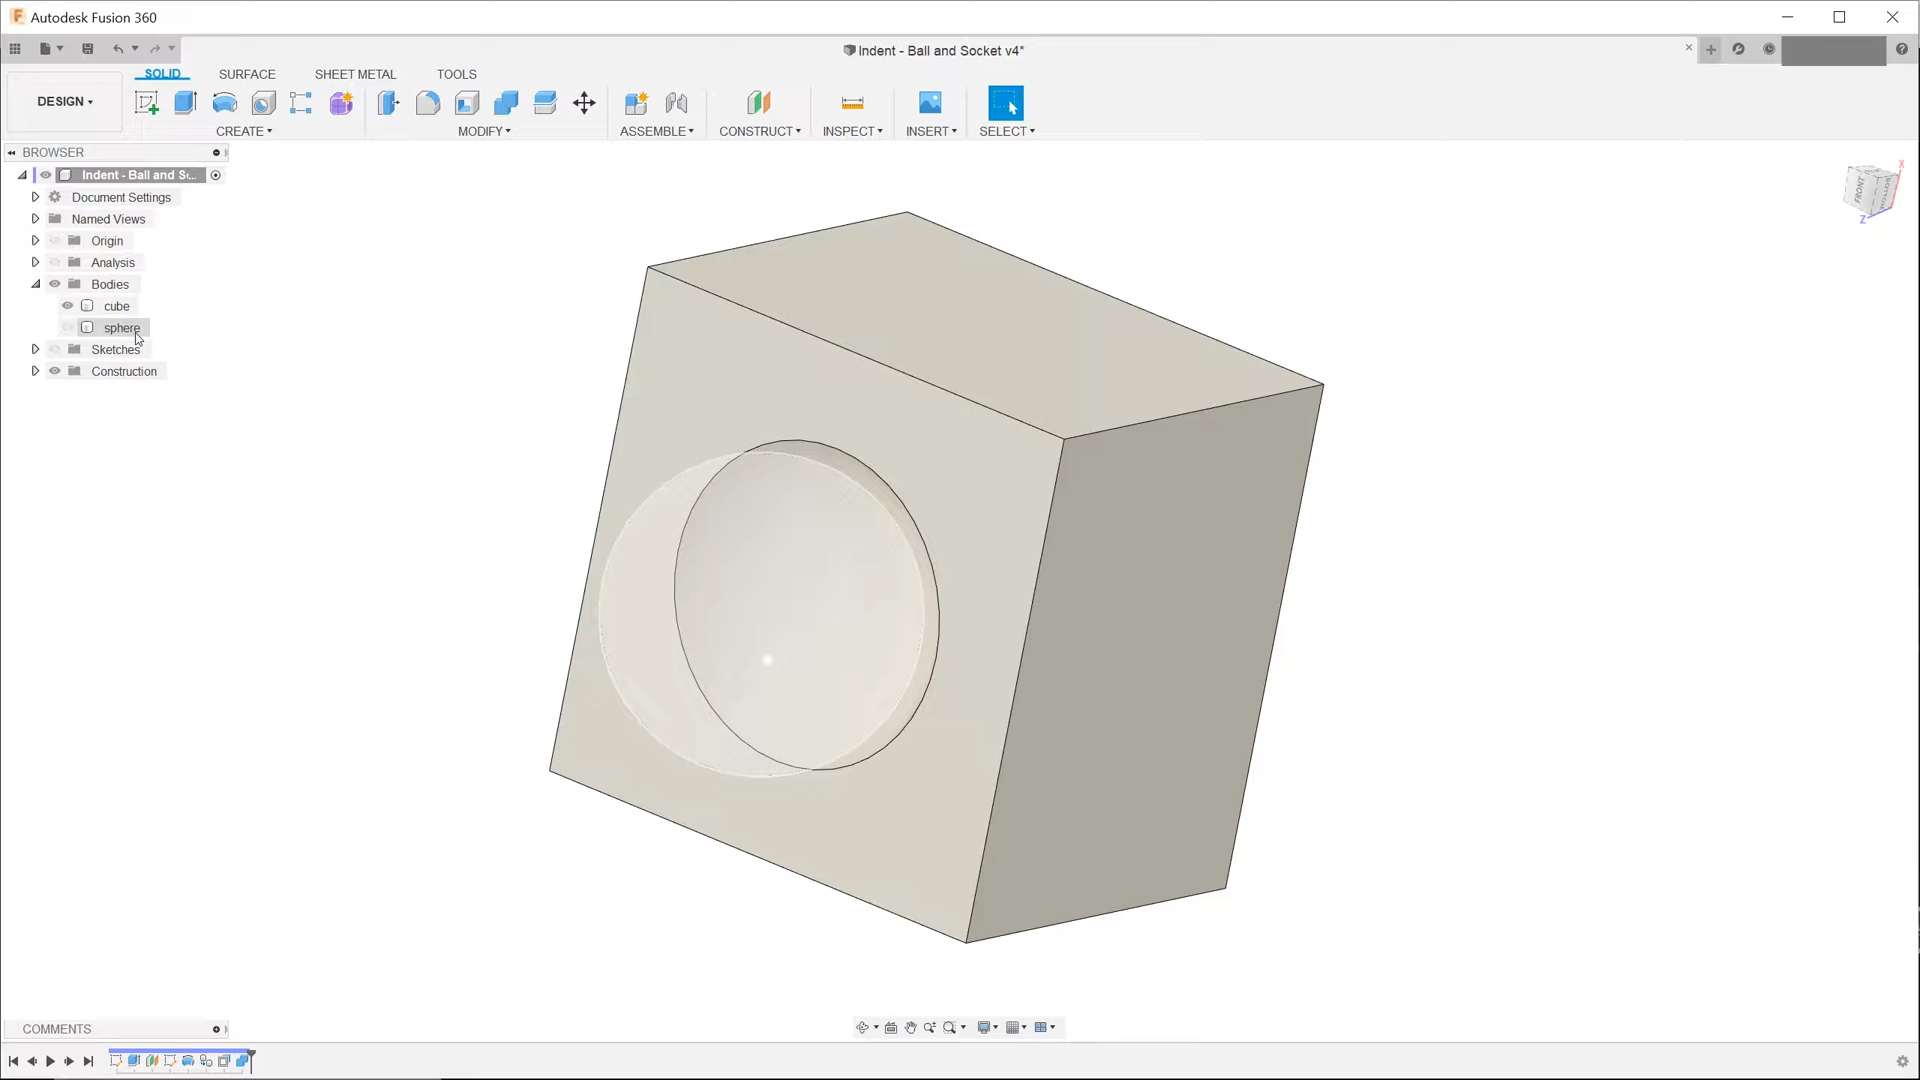 Autodesk Fusion 360
Indent - Ball and Socket v4*
DESIGN
SOLID
SURFACE
SHEET METAL
TOOLS
CREATE
MODIFY
ASSEMBLE
CONSTRUCT
INSPECT
INSERT
SELECT
BROWSER
Indent - Ball and S...
Document Settings
Named Views
Origin
Analysis
Bodies
cube
sphere
Sketches
Construction
X
FRONT
Z
COMMENTS